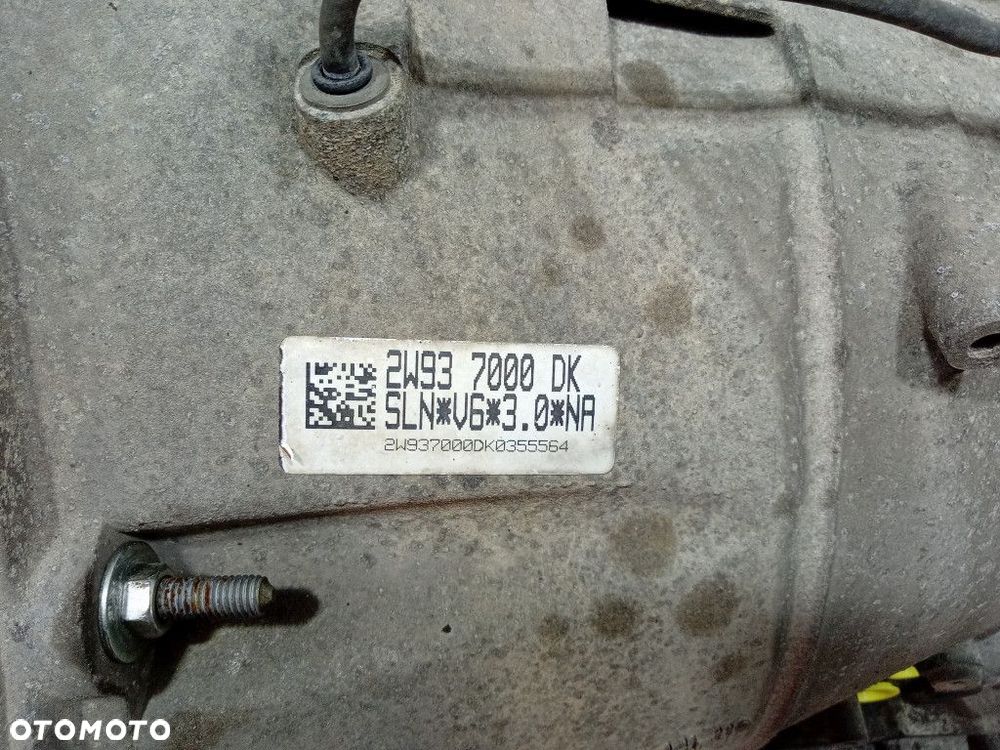 2W93 7000 DK
SLN*V6*3.0*NA
2W937000DK0355564
OTOMOTO